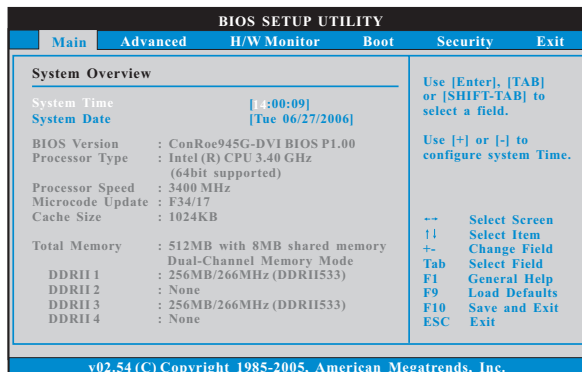 BIOS SETUP UTILITY
Main Advanced H/W Monitor Boot Security Exit
System Overview
System Time [14:00:09]
System Date [Tue 06/27/2006]
BIOS Version : ConRoe945G-DVI BIOS P1.00
Processor Type : Intel (R) CPU 3.40 GHz
(64bit supported)
Processor Speed : 3400 MHz
Microcode Update : F34/17
Cache Size : 1024KB
Total Memory : 512MB with 8MB shared memory
Dual-Channel Memory Mode
DDRII 1 : 256MB/266MHz (DDRII533)
DDRII 2 : None
DDRII 3 : 256MB/266MHz (DDRII533)
DDRII 4 : None
Use [Enter], [TAB]
or [SHIFT-TAB] to
select a field.
Use [+] or [-] to
configure system Time.
←→ Select Screen
↑↓ Select Item
+- Change Field
Tab Select Field
F1 General Help
F9 Load Defaults
F10 Save and Exit
ESC Exit
v02.54 (C) Copyright 1985-2005, American Megatrends, Inc.